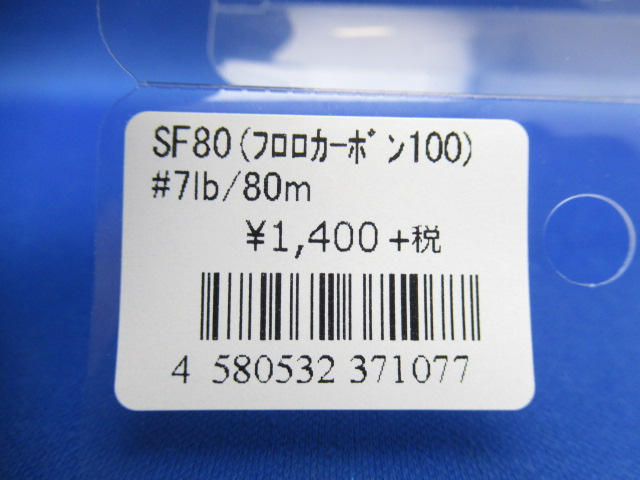 SF80(ﾌﾛﾛｶｰﾎﾞﾝ100)
#7lb/80m
¥1,400+税
4 580532 371077